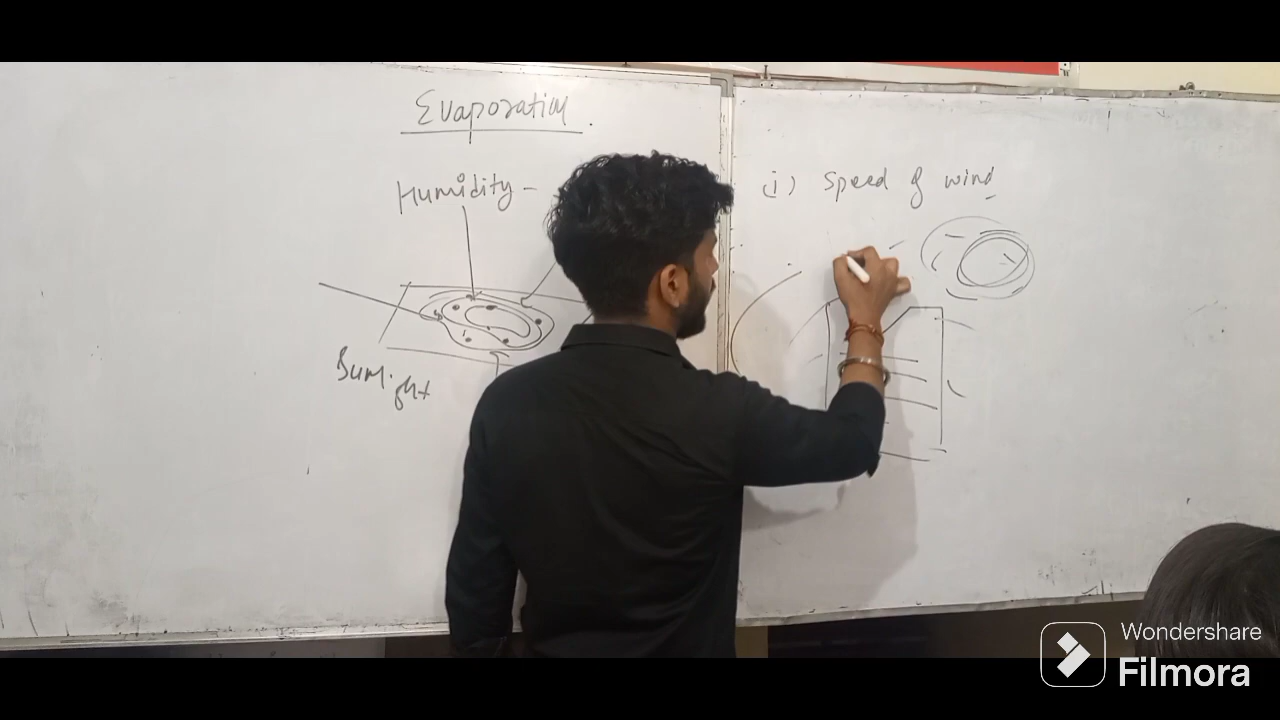 Evaporation
Humidity -
Sunlight
(i) Speed of wind
Wondershare
Filmora